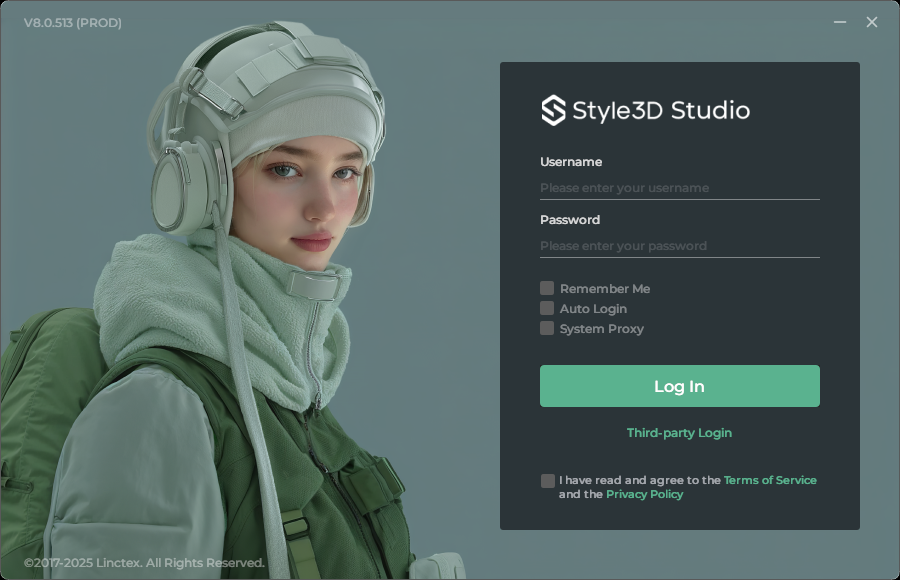 V8.0.513 (PROD)
Style3D Studio
Username
Please enter your username
Password
Please enter your password
Remember Me
Auto Login
System Proxy
Log In
Third-party Login
I have read and agree to the Terms of Service
and the Privacy Policy
©2017-2025 Linctex. All Rights Reserved.